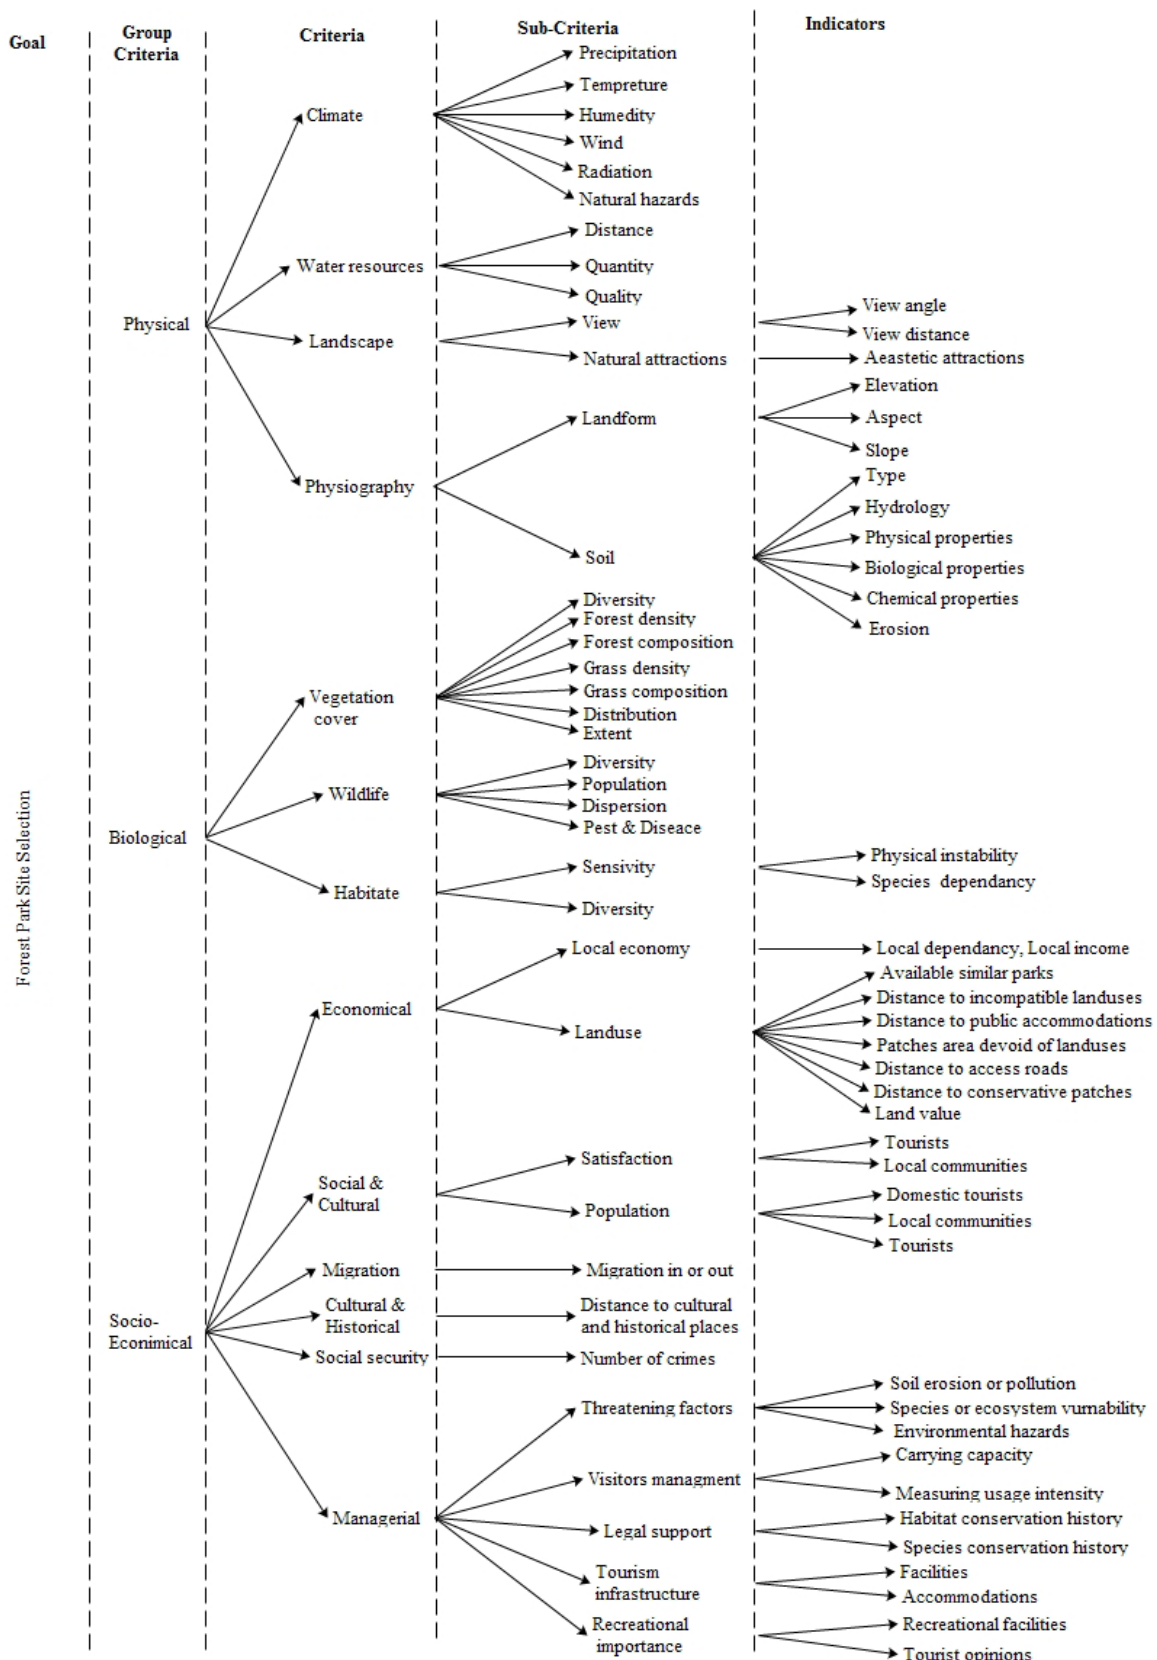 Goal
Group
Criteria
Criteria
Sub-Criteria
Indicators
Forest Park Site Selection
Physical
Climate
Precipitation
Tempreture
Humedity
Wind
Radiation
Natural hazards
Water resources
Distance
Quantity
Quality
Landscape
View
View angle
View distance
Natural attractions
Aeastetic attractions
Physiography
Landform
Elevation
Aspect
Slope
Soil
Type
Hydrology
Physical properties
Biological properties
Chemical properties
Erosion
Biological
Vegetation
cover
Diversity
Forest density
Forest composition
Grass density
Grass composition
Distribution
Extent
Wildlife
Diversity
Population
Dispersion
Pest & Diseace
Habitate
Sensivity
Physical instability
Species dependancy
Diversity
Socio-
Econimical
Economical
Local economy
Local dependancy, Local income
Landuse
Available similar parks
Distance to incompatible landuses
Distance to public accommodations
Patches area devoid of landuses
Distance to access roads
Distance to conservative patches
Land value
Social &
Cultural
Satisfaction
Tourists
Local communities
Population
Domestic tourists
Local communities
Tourists
Migration
Migration in or out
Cultural &
Historical
Distance to cultural
and historical places
Social security
Number of crimes
Managerial
Threatening factors
Soil erosion or pollution
Species or ecosystem vurnability
Environmental hazards
Visitors managment
Carrying capacity
Measuring usage intensity
Legal support
Habitat conservation history
Species conservation history
Tourism
infrastructure
Facilities
Accommodations
Recreational
importance
Recreational facilities
Tourist opinions